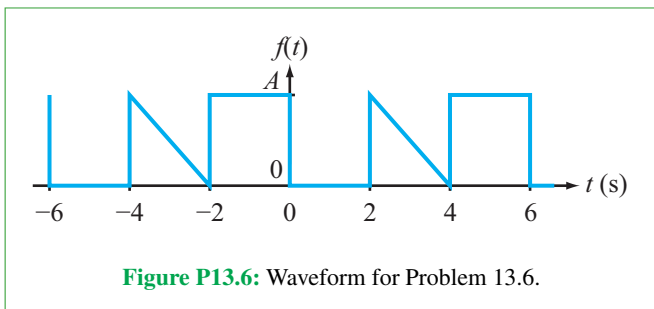 f(t)
A
0
t (s)
−6 −4 −2 0 2 4 6
Figure P13.6: Waveform for Problem 13.6.